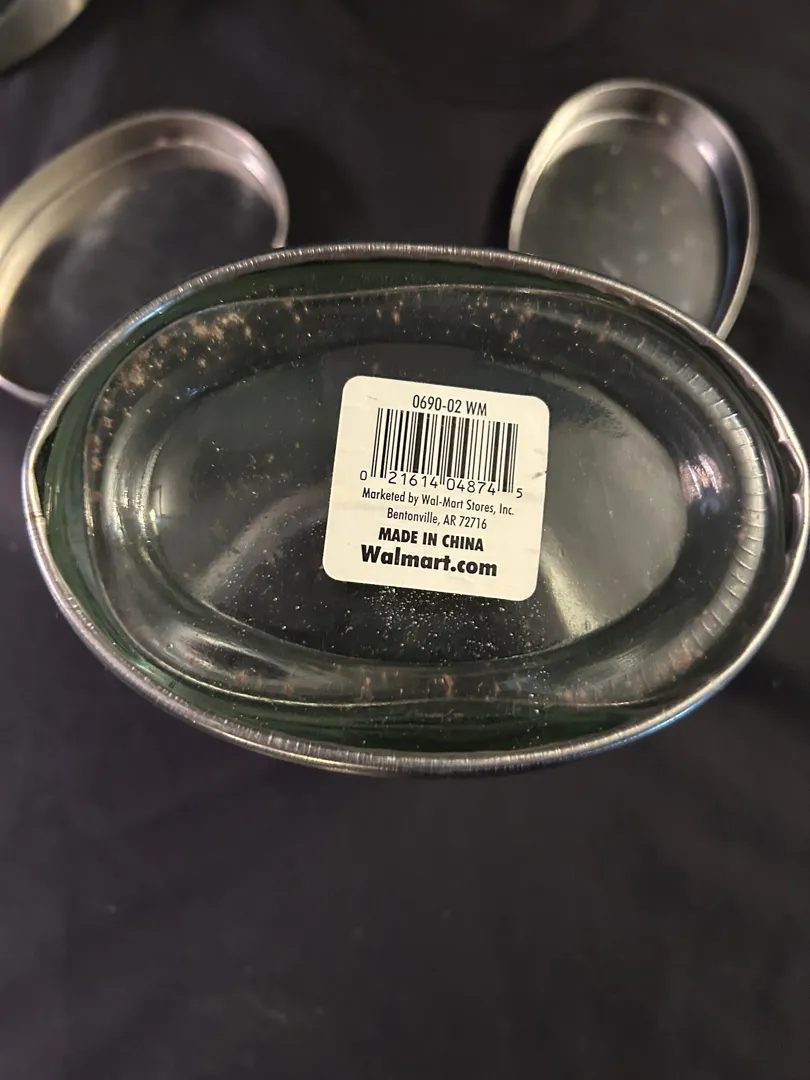 0690-02 WM
0 21614 04874 5
Marketed by Wal-Mart Stores, Inc.
Bentonville, AR 72716
MADE IN CHINA
Walmart.com